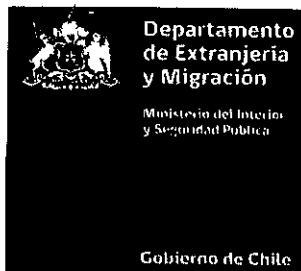 Departamento
de Extranjería
y Migración
Ministerio del Interior
y Seguridad Pública
Gobierno de Chile